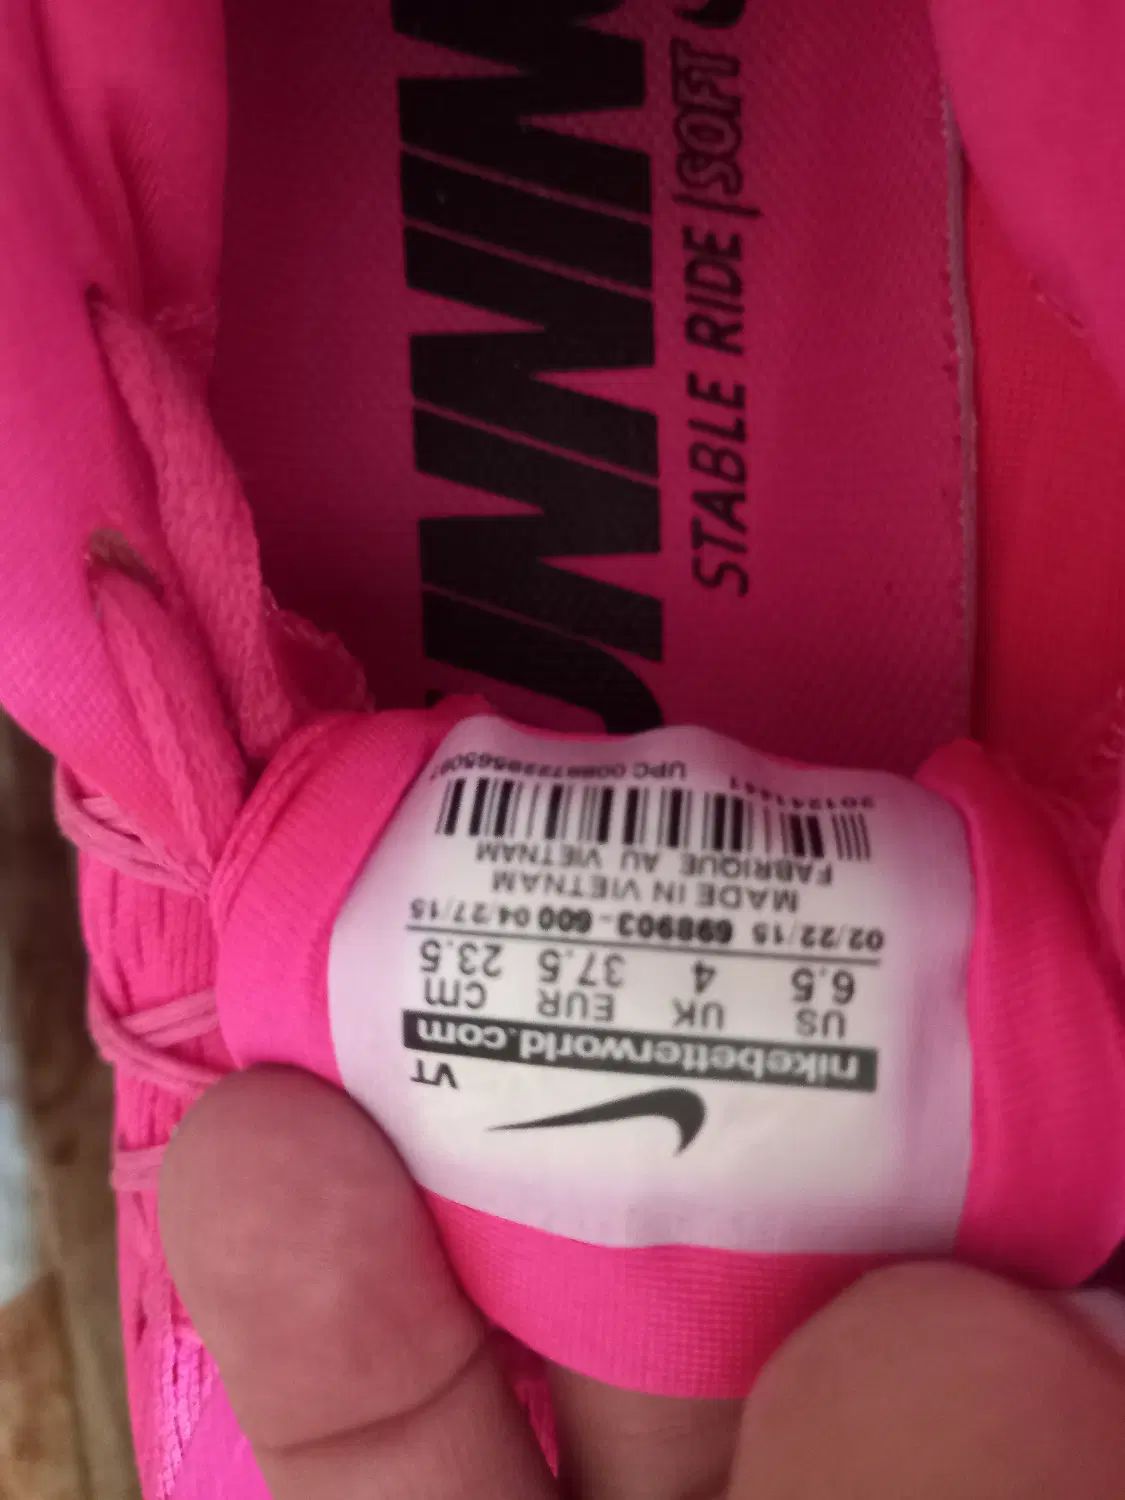 STABLE RIDE | SOFT
VT
nikebetterworld.com
US UK EUR cm
6.5 4 37.5 23.5
02/22/15 698903-600 04/27/15
MADE IN VIETNAM
FABRIQUE AU VIETNAM
UPC